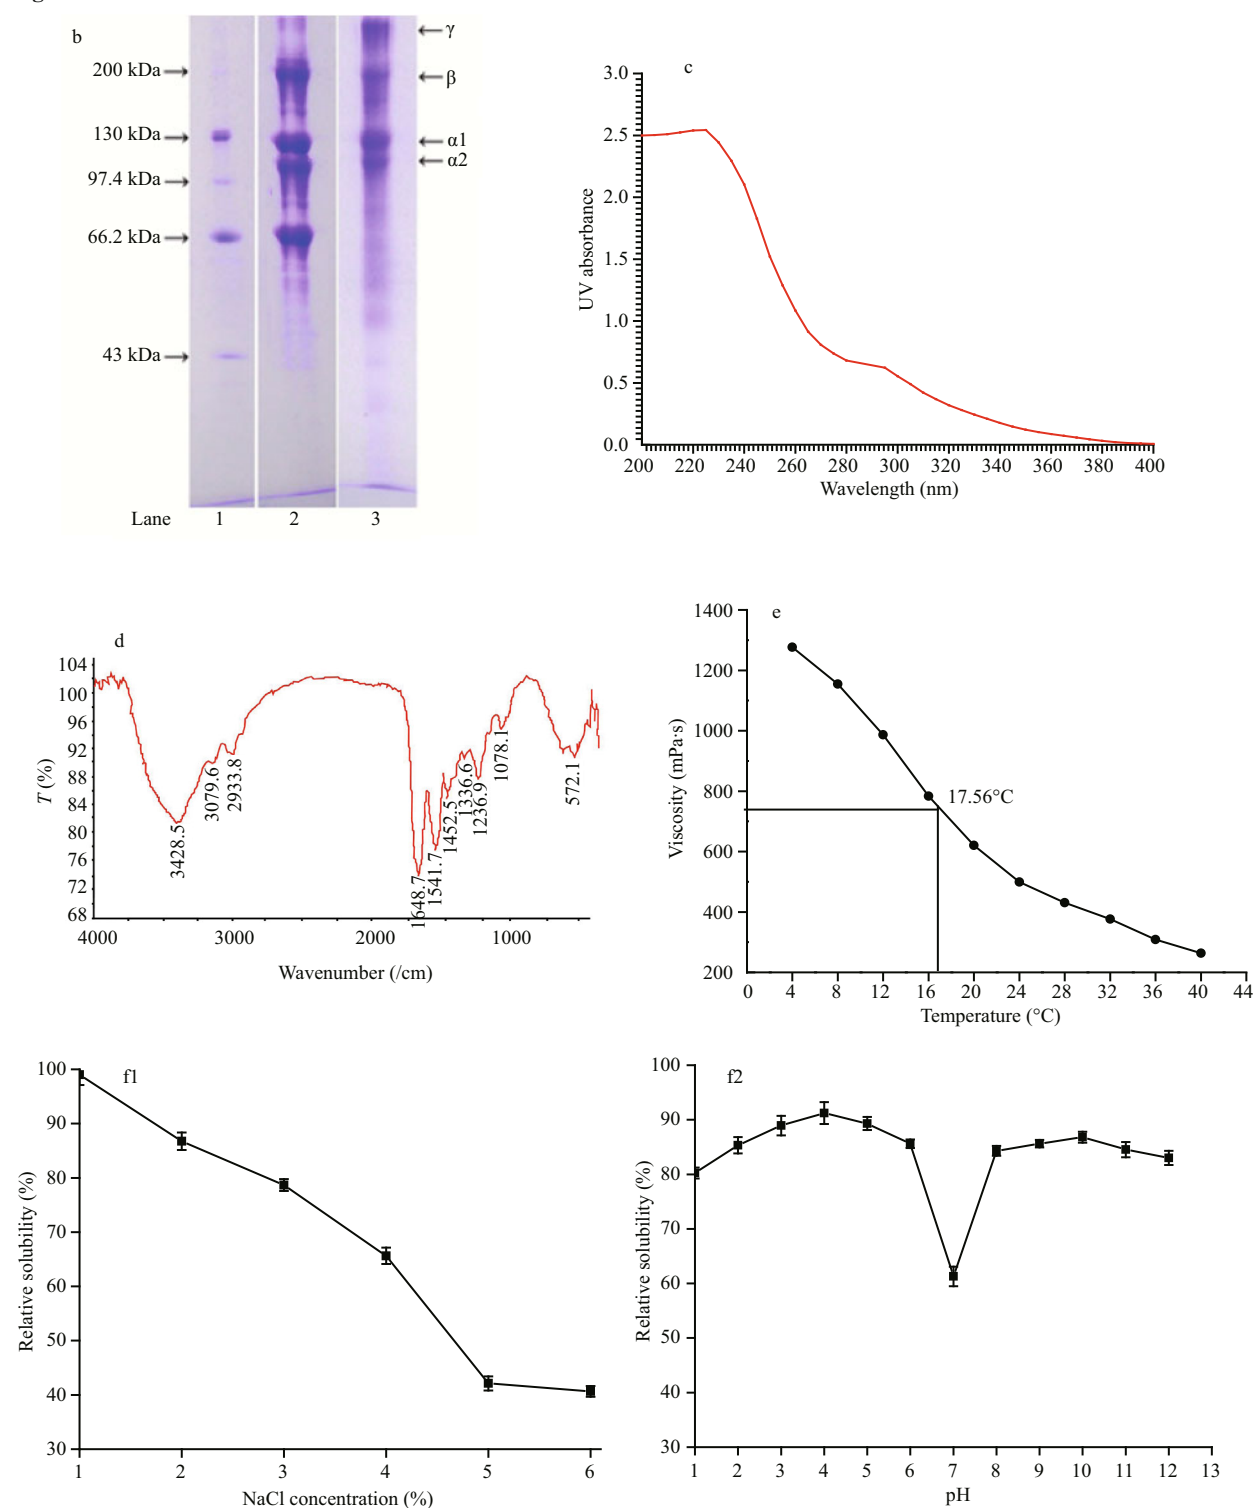 b
γ
200 kDa
β
130 kDa
α1
α2
97.4 kDa
66.2 kDa
43 kDa
Lane 1 2 3
c
3.0
2.5
2.0
1.5
1.0
0.5
0.0
UV absorbance
200 220 240 260 280 300 320 340 360 380 400
Wavelength (nm)
d
104
100
96
92
88
84
80
76
72
68
T (%)
3428.5
3079.6
2933.8
1648.7
1541.7
1452.5
1336.6
1236.9
1078.1
572.1
4000 3000 2000 1000
Wavenumber (/cm)
e
1400
1200
1000
800
600
400
200
Viscosity (mPa·s)
17.56°C
0 4 8 12 16 20 24 28 32 36 40 44
Temperature (°C)
f1
100
90
80
70
60
50
40
30
Relative solubility (%)
1 2 3 4 5 6
NaCl concentration (%)
f2
100
90
80
70
60
50
40
30
Relative solubility (%)
1 2 3 4 5 6 7 8 9 10 11 12 13
pH